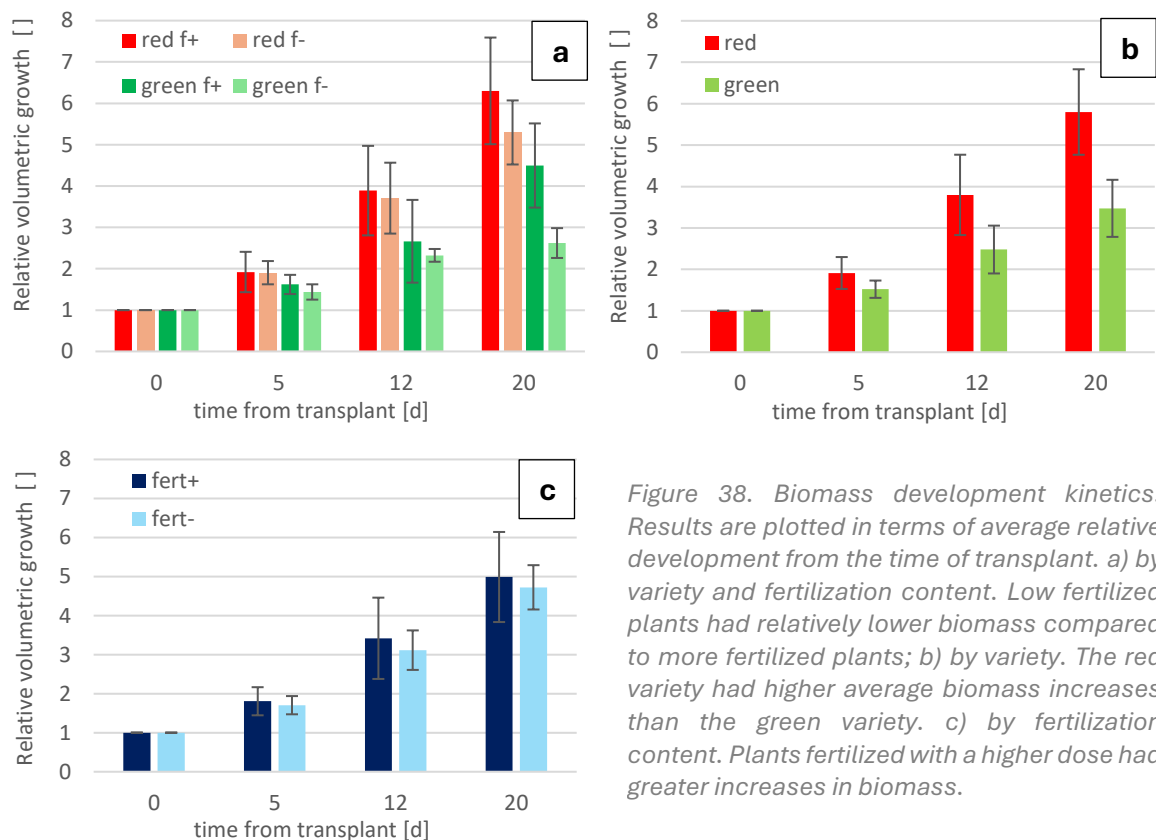 Relative volumetric growth [ ]
8
7
6
5
4
3
2
1
0
red f+ red f-
green f+ green f-
a
0 5 12 20
time from transplant [d]
Relative volumetric growth [ ]
8
7
6
5
4
3
2
1
0
red
green
b
0 5 12 20
time from transplant [d]
Relative volumetric growth [ ]
8
7
6
5
4
3
2
1
0
fert+
fert-
c
0 5 12 20
time from transplant [d]
Figure 38. Biomass development kinetics.
Results are plotted in terms of average relative
development from the time of transplant. a) by
variety and fertilization content. Low fertilized
plants had relatively lower biomass compared
to more fertilized plants; b) by variety. The red
variety had higher average biomass increases
than the green variety. c) by fertilization
content. Plants fertilized with a higher dose had
greater increases in biomass.